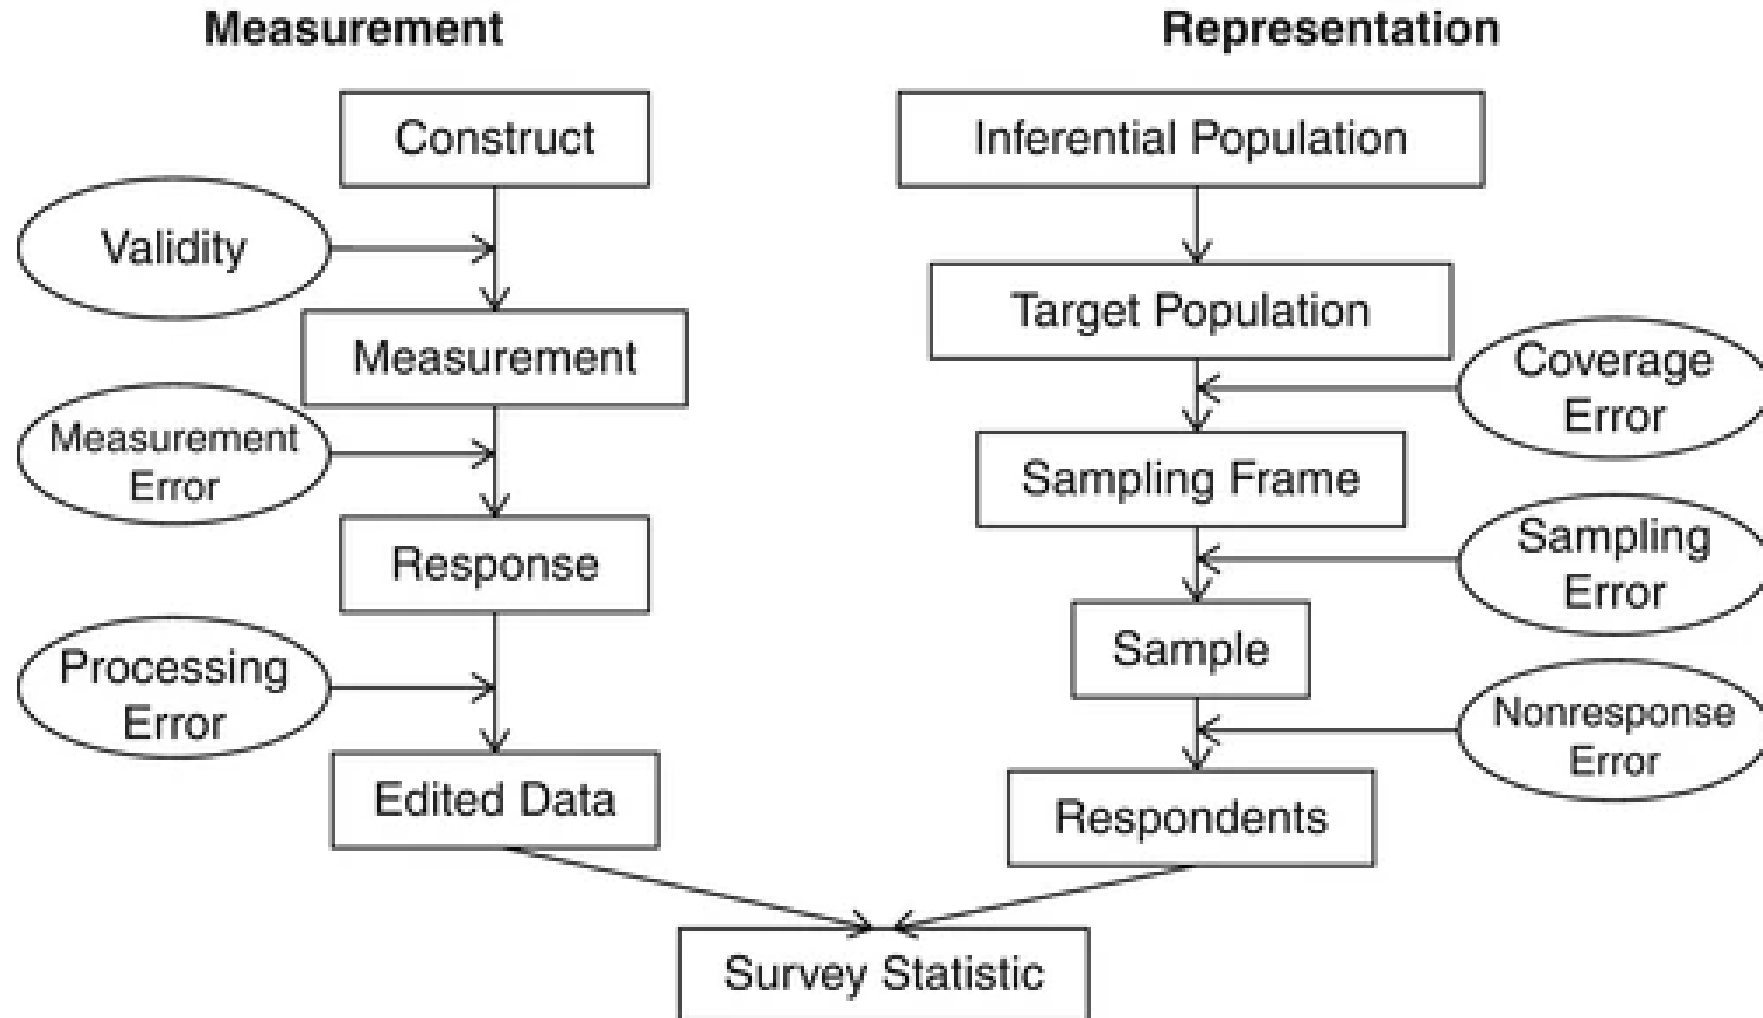 Measurement
Representation
Construct
Inferential Population
Validity
Target Population
Measurement
Coverage
Error
Measurement
Error
Sampling Frame
Response
Sampling
Error
Sample
Processing
Error
Nonresponse
Error
Edited Data
Respondents
Survey Statistic